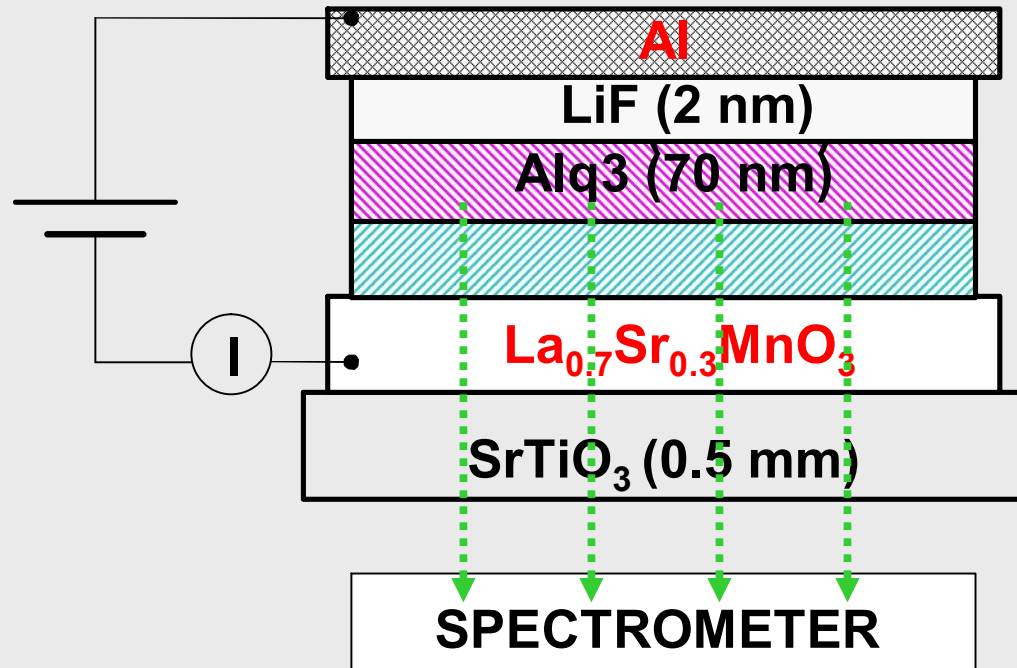 Al
LiF (2 nm)
Alq3 (70 nm)
I
La₀.₇Sr₀.₃MnO₃
SrTiO₃ (0.5 mm)
SPECTROMETER